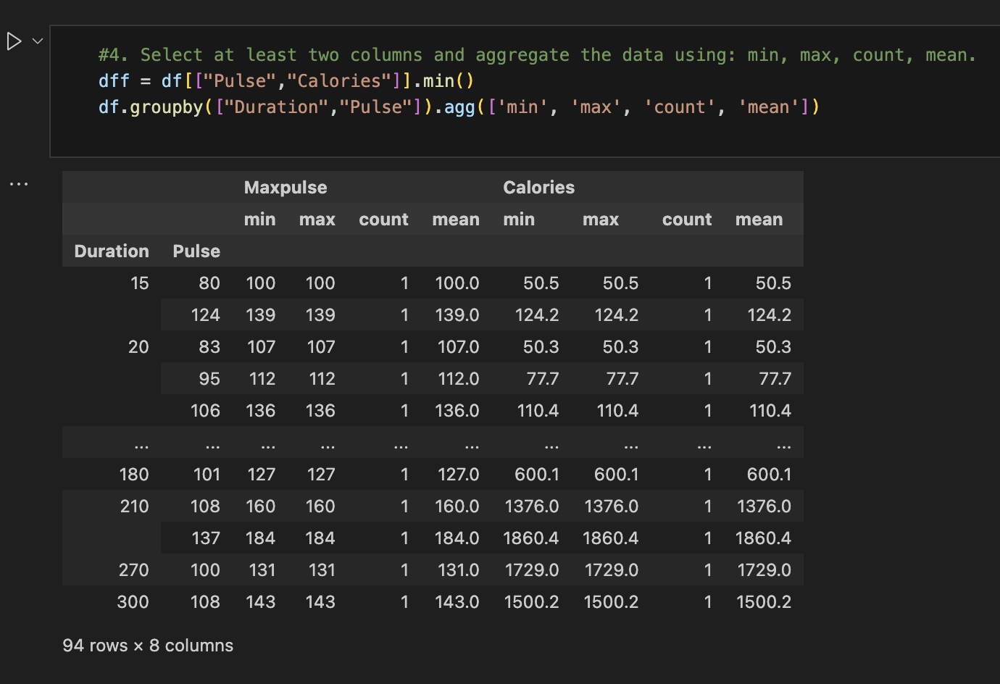 #4. Select at least two columns and aggregate the data using: min, max, count, mean.
dff = df[["Pulse","Calories"]].min()
df.groupby(["Duration","Pulse"]).agg(['min', 'max', 'count', 'mean'])
Maxpulse Calories
min max count mean min max count mean
Duration Pulse
15 80 100 100 1 100.0 50.5 50.5 1 50.5
124 139 139 1 139.0 124.2 124.2 1 124.2
20 83 107 107 1 107.0 50.3 50.3 1 50.3
95 112 112 1 112.0 77.7 77.7 1 77.7
106 136 136 1 136.0 110.4 110.4 1 110.4
... ... ... ... ... ... ... ... ... ...
180 101 127 127 1 127.0 600.1 600.1 1 600.1
210 108 160 160 1 160.0 1376.0 1376.0 1 1376.0
137 184 184 1 184.0 1860.4 1860.4 1 1860.4
270 100 131 131 1 131.0 1729.0 1729.0 1 1729.0
300 108 143 143 1 143.0 1500.2 1500.2 1 1500.2
94 rows × 8 columns